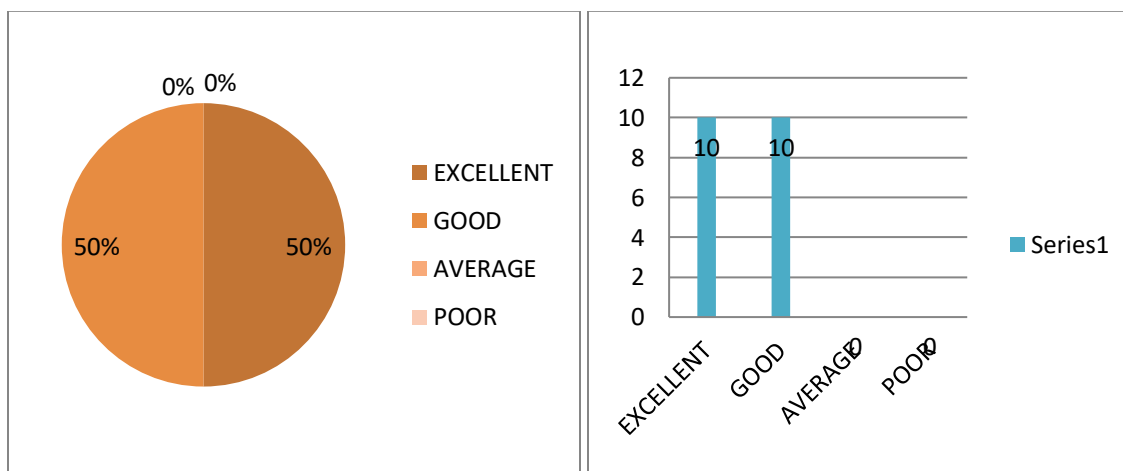 0% 0%
50% 50%
EXCELLENT
GOOD
AVERAGE
POOR
12
10
8
6
4
2
0
10 10
0 0
EXCELLENT
GOOD
AVERAGE
POOR
Series1